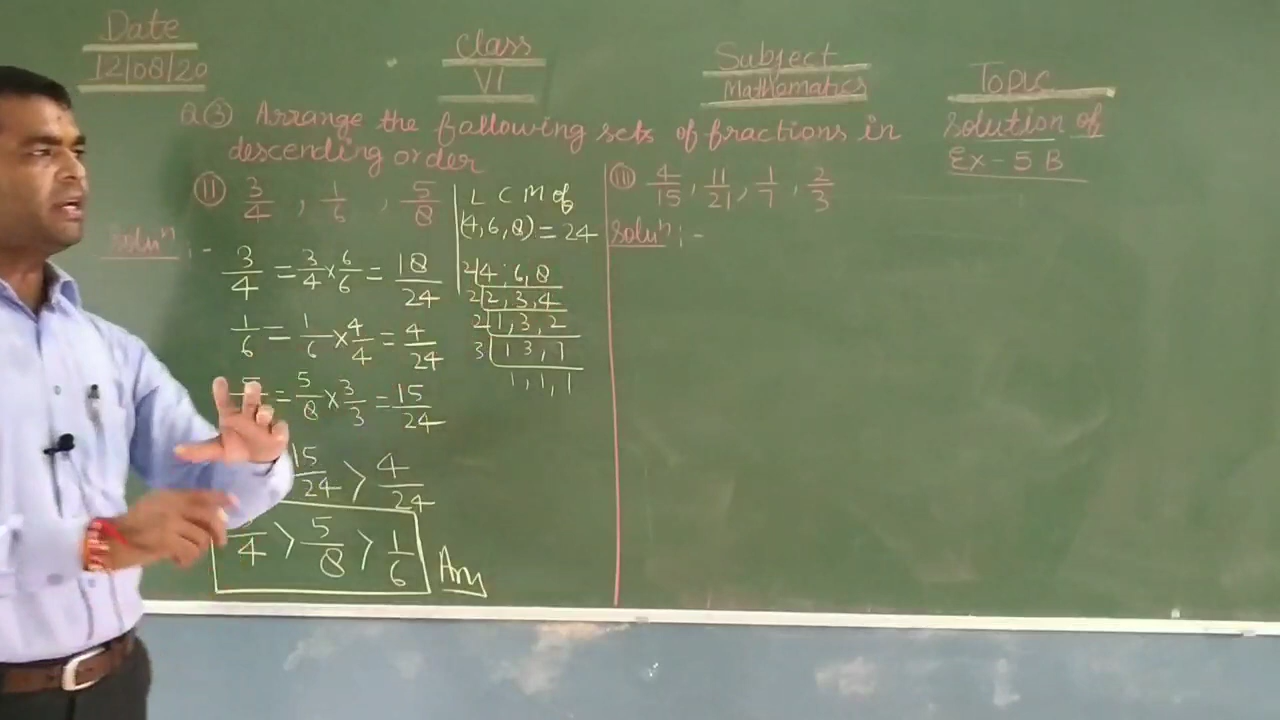 Date
12/08/20
Class
VI
Subject
Mathematics
Topic
Solution of
Ex-5 B
Q③ Arrange the following sets of fractions in
descending order
(II) 3/4 , 1/6 , 5/8
Soluⁿ :-
3/4 = 3/4 × 6/6 = 18/24
1/6 = 1/6 × 4/4 = 4/24
5 = 5/8 × 3/3 = 15/24
15/24 > 4/24
/4 > 5/8 > 1/6 Ans
L C M of
(4,6,8) = 24
2|4,6,8
2|2,3,4
2|1,3,2
3|1 3,1
1,1,1
(III) 4/15, 11/21, 1/7, 2/3
Soluⁿ :-